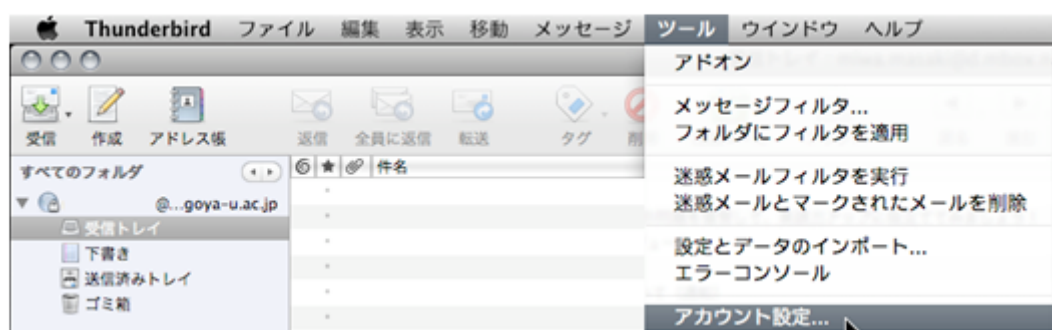 Thunderbird ファイル 編集 表示 移動 メッセージ ツール ウインドウ ヘルプ
アドオン
メッセージフィルタ...
フォルダにフィルタを適用
迷惑メールフィルタを実行
迷惑メールとマークされたメールを削除
設定とデータのインポート...
エラーコンソール
アカウント設定...
受信 作成 アドレス帳 返信 全員に返信 転送 タグ 削
すべてのフォルダ
件名
@...goya-u.ac.jp
受信トレイ
下書き
送信済みトレイ
ゴミ箱